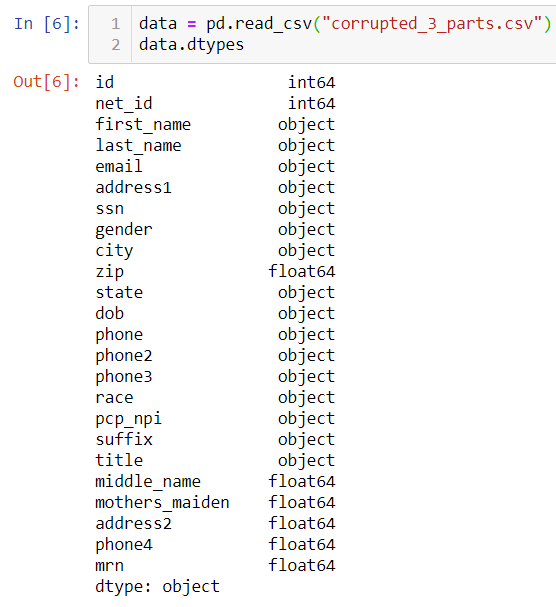 In [6]: 1 data = pd.read_csv("corrupted_3_parts.csv")
2 data.dtypes
Out[6]: id int64
net_id int64
first_name object
last_name object
email object
address1 object
ssn object
gender object
city object
zip float64
state object
dob object
phone object
phone2 object
phone3 object
race object
pcp_npi object
suffix object
title object
middle_name float64
mothers_maiden float64
address2 float64
phone4 float64
mrn float64
dtype: object